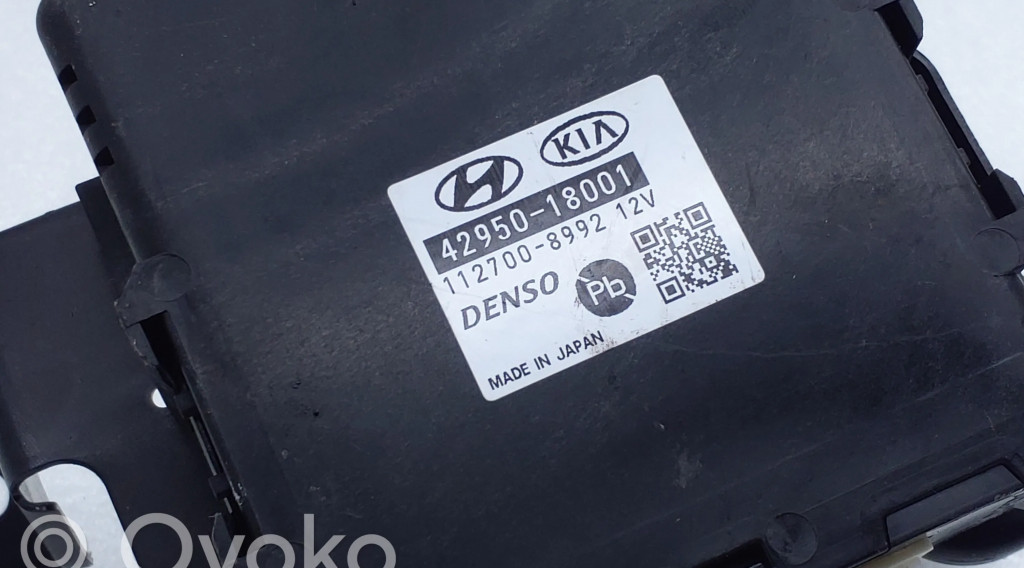 KIA
42950-18001
112700-8992 12V
DENSO Pb
MADE IN JAPAN
© Ovoko